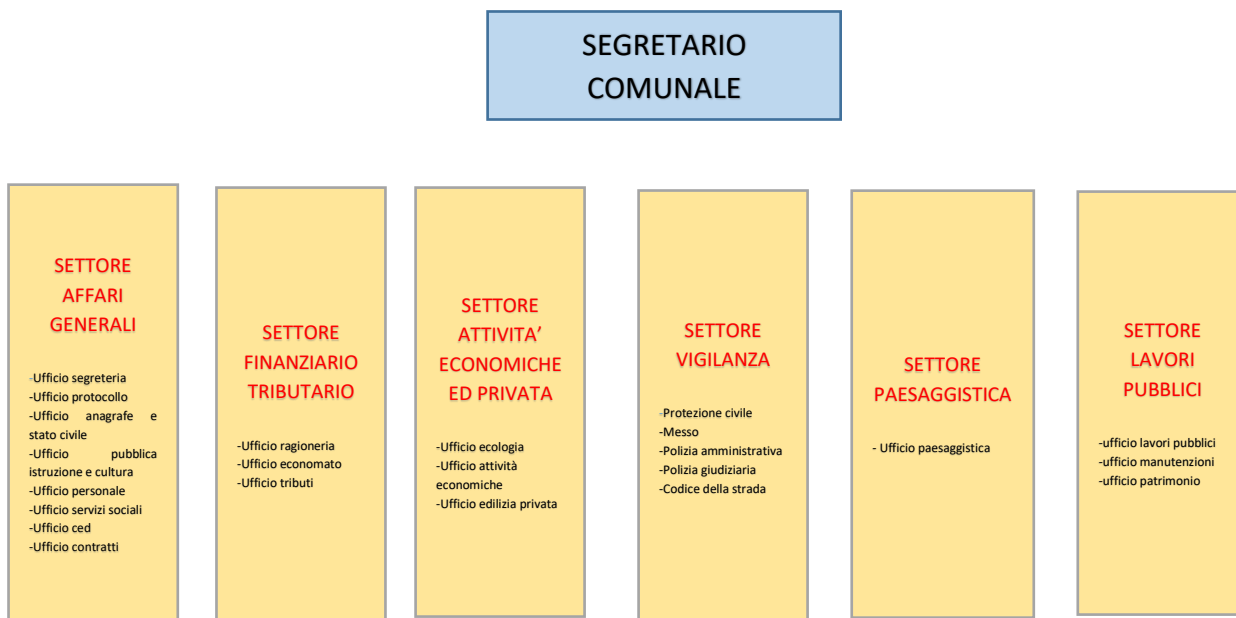 SEGRETARIO
COMUNALE
SETTORE
AFFARI
GENERALI
-Ufficio segreteria
-Ufficio protocollo
-Ufficio anagrafe e
stato civile
-Ufficio pubblica
istruzione e cultura
-Ufficio personale
-Ufficio servizi sociali
-Ufficio ced
-Ufficio contratti
SETTORE
FINANZIARIO
TRIBUTARIO
-Ufficio ragioneria
-Ufficio economato
-Ufficio tributi
SETTORE
ATTIVITA’
ECONOMICHE
ED PRIVATA
-Ufficio ecologia
-Ufficio attività
economiche
-Ufficio edilizia privata
SETTORE
VIGILANZA
-Protezione civile
-Messo
-Polizia amministrativa
-Polizia giudiziaria
-Codice della strada
SETTORE
PAESAGGISTICA
- Ufficio paesaggistica
SETTORE
LAVORI
PUBBLICI
-ufficio lavori pubblici
-ufficio manutenzioni
-ufficio patrimonio